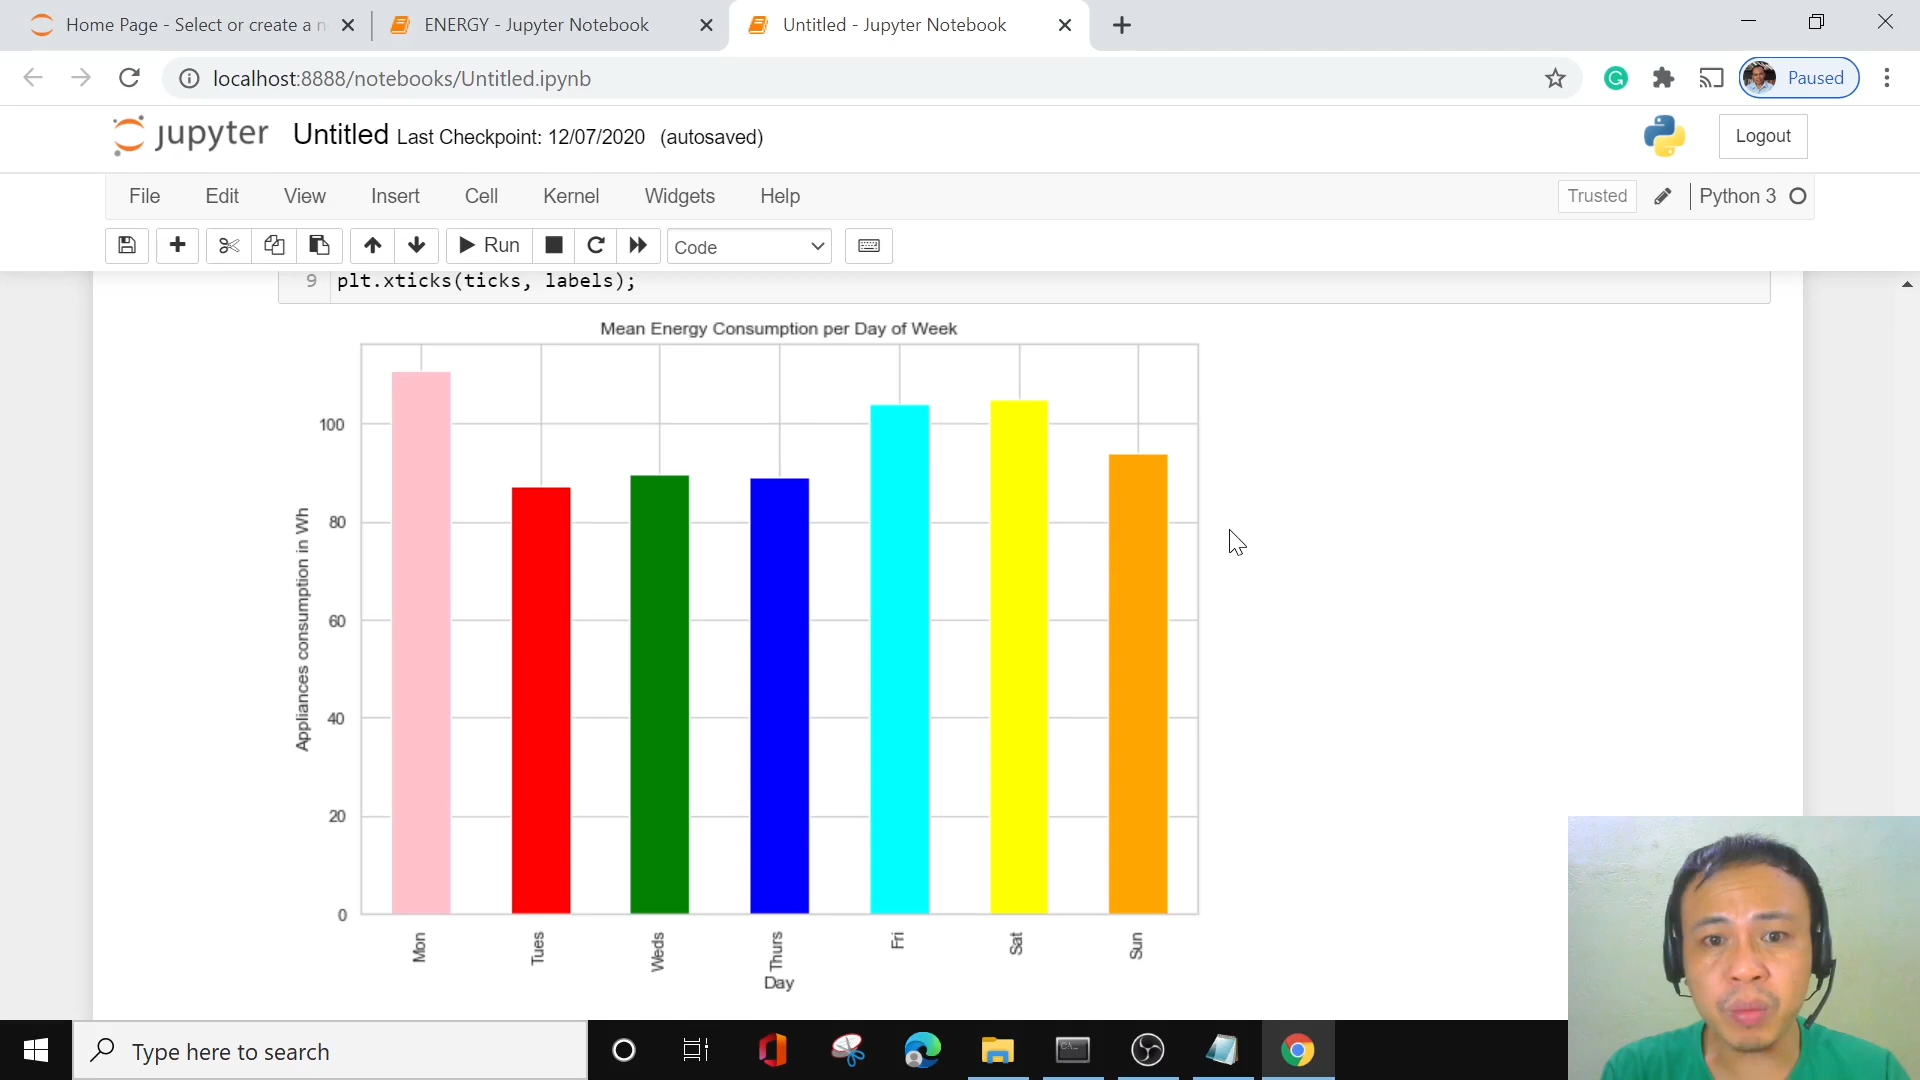 Home Page - Select or create a n
ENERGY - Jupyter Notebook
Untitled - Jupyter Notebook
localhost:8888/notebooks/Untitled.ipynb
Paused
jupyter
Untitled Last Checkpoint: 12/07/2020 (autosaved)
Logout
File Edit View Insert Cell Kernel Widgets Help
Trusted
Python 3
Run
Code
9 plt.xticks(ticks, labels);
Mean Energy Consumption per Day of Week
Appliances consumption in Wh
100
80
60
40
20
0
Mon Tues Weds Thurs Fri Sat Sun
Day
Type here to search